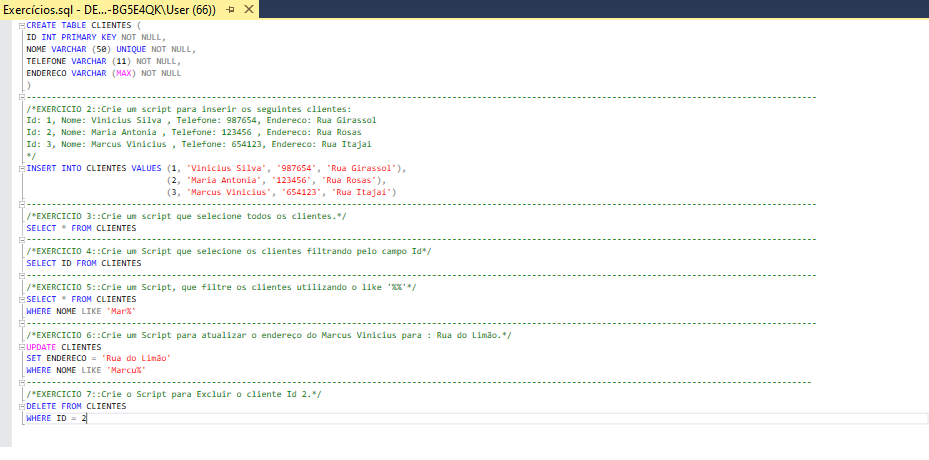 Exercícios.sql - DE...-BG5E4QK\User (66))
CREATE TABLE CLIENTES (
ID INT PRIMARY KEY NOT NULL,
NOME VARCHAR (50) UNIQUE NOT NULL,
TELEFONE VARCHAR (11) NOT NULL,
ENDERECO VARCHAR (MAX) NOT NULL
)
--------------------------------------------------------------------------------
/*EXERCICIO 2::Crie um script para inserir os seguintes clientes:
Id: 1, Nome: Vinicius Silva , Telefone: 987654, Endereco: Rua Girassol
Id: 2, Nome: Maria Antonia , Telefone: 123456 , Endereco: Rua Rosas
Id: 3, Nome: Marcus Vinicius , Telefone: 654123, Endereco: Rua Itajai
*/
INSERT INTO CLIENTES VALUES (1, 'Vinicius Silva', '987654', 'Rua Girassol'),
(2, 'Maria Antonia', '123456', 'Rua Rosas'),
(3, 'Marcus Vinicius', '654123', 'Rua Itajaí')
--------------------------------------------------------------------------------
/*EXERCICIO 3::Crie um script que selecione todos os clientes.*/
SELECT * FROM CLIENTES
--------------------------------------------------------------------------------
/*EXERCICIO 4::Crie um Script que selecione os clientes filtrando pelo campo Id*/
SELECT ID FROM CLIENTES
--------------------------------------------------------------------------------
/*EXERCICIO 5::Crie um Script, que filtre os clientes utilizando o like '%%'*/
SELECT * FROM CLIENTES
WHERE NOME LIKE 'Mar%'
--------------------------------------------------------------------------------
/*EXERCICIO 6::Crie um Script para atualizar o endereço do Marcus Vinicius para : Rua do Limão.*/
UPDATE CLIENTES
SET ENDERECO = 'Rua do Limão'
WHERE NOME LIKE 'Marcu%'
--------------------------------------------------------------------------------
/*EXERCICIO 7::Crie o Script para Excluir o cliente Id 2.*/
DELETE FROM CLIENTES
WHERE ID = 2